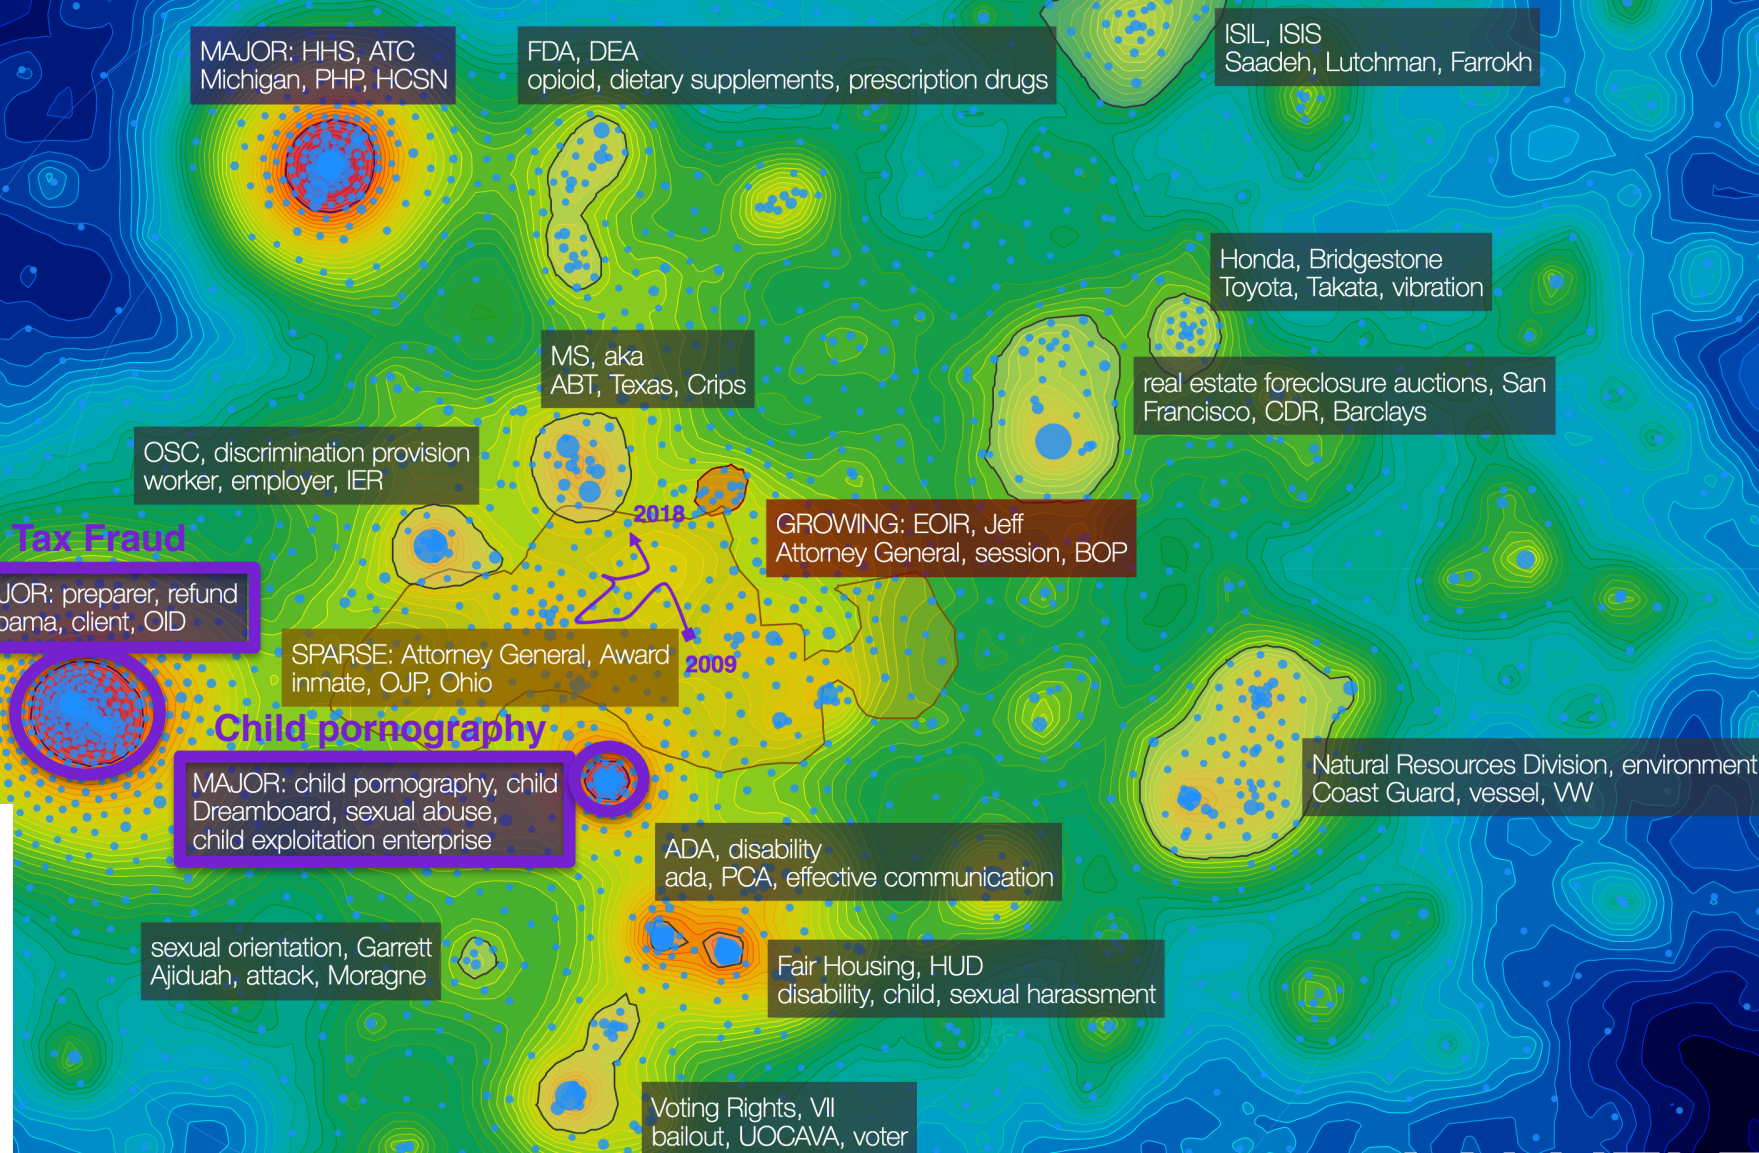 MAJOR: HHS, ATC
Michigan, PHP, HCSN
FDA, DEA
opioid, dietary supplements, prescription drugs
ISIL, ISIS
Saadeh, Lutchman, Farrokh
Honda, Bridgestone
Toyota, Takata, vibration
MS, aka
ABT, Texas, Crips
real estate foreclosure auctions, San
Francisco, CDR, Barclays
OSC, discrimination provision
worker, employer, IER
2018
GROWING: EOIR, Jeff
Attorney General, session, BOP
Tax Fraud
JOR: preparer, refund
bama, client, OID
SPARSE: Attorney General, Award
inmate, OJP, Ohio
2009
Child pornography
MAJOR: child pornography, child
Dreamboard, sexual abuse,
child exploitation enterprise
Natural Resources Division, environment
Coast Guard, vessel, VW
ADA, disability
ada, PCA, effective communication
sexual orientation, Garrett
Ajiduah, attack, Moragne
Fair Housing, HUD
disability, child, sexual harassment
Voting Rights, VII
bailout, UOCAVA, voter